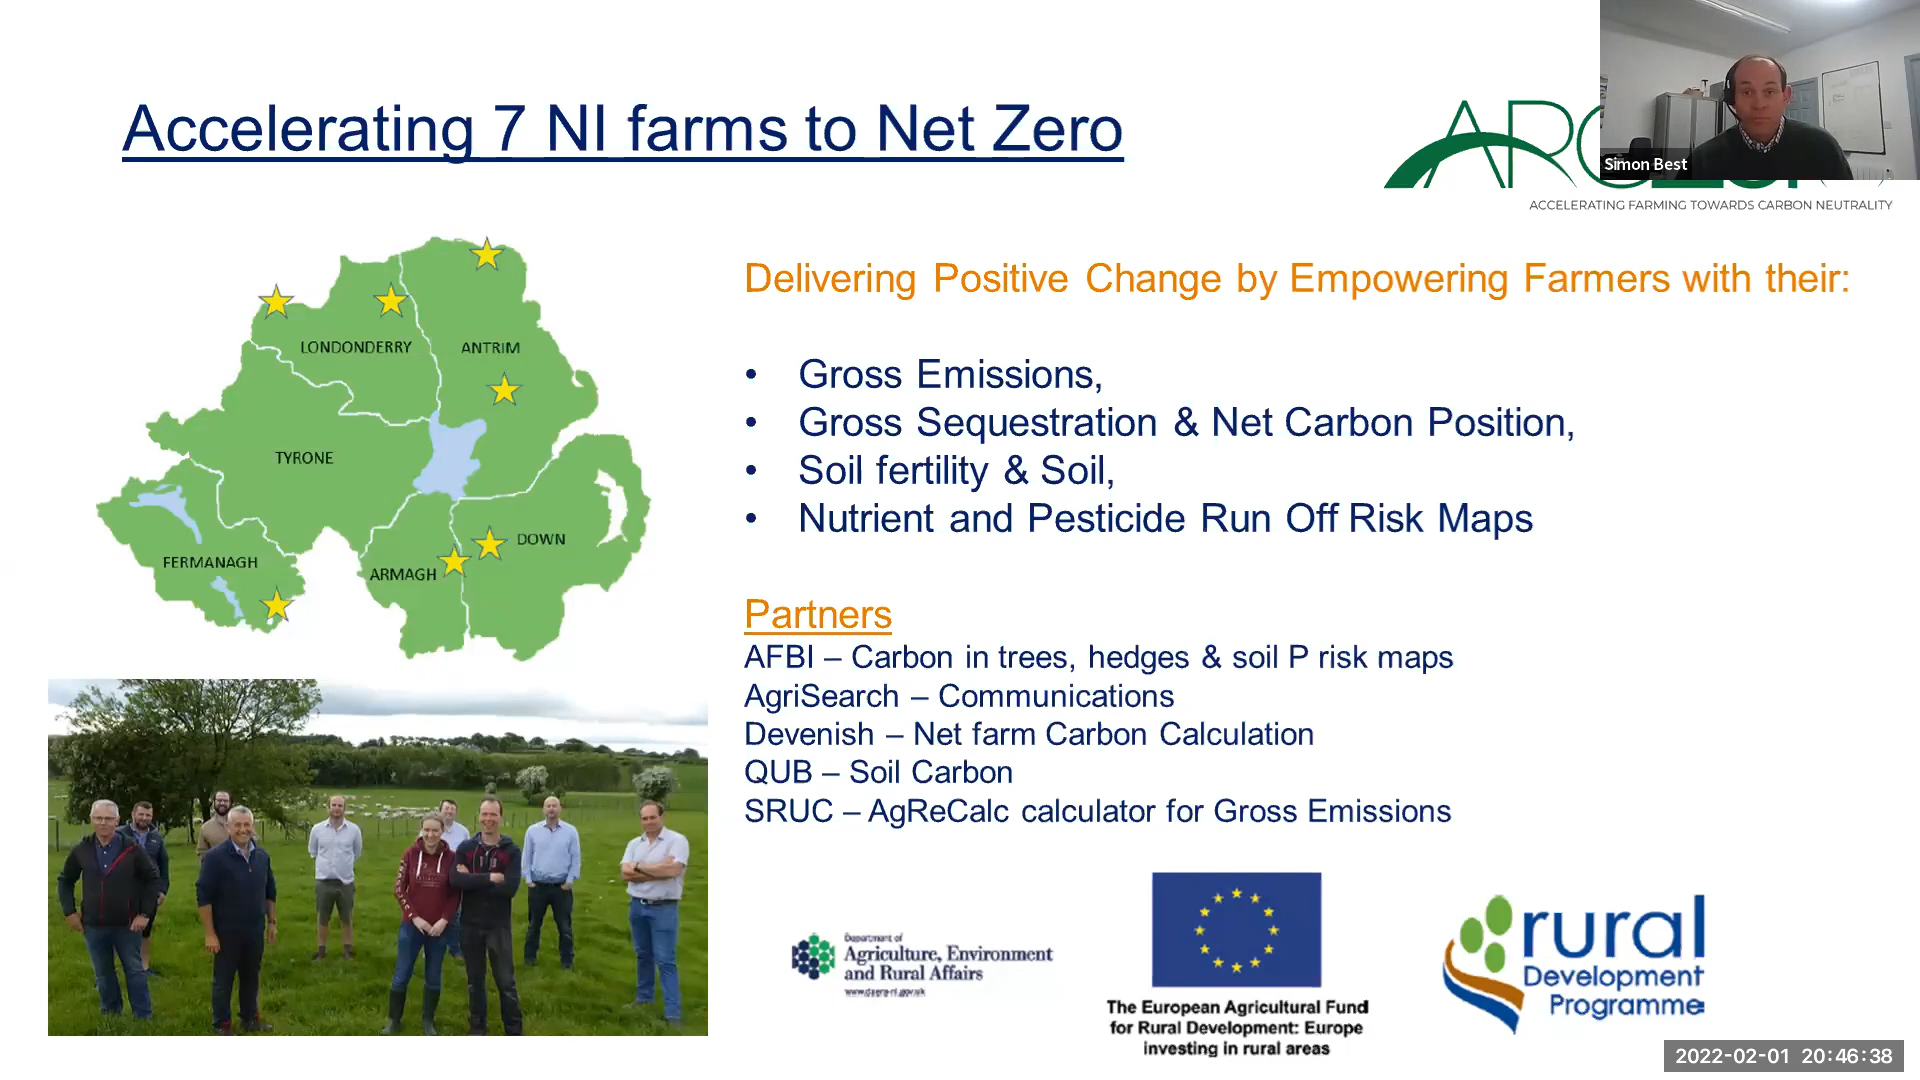 Accelerating 7 NI farms to Net Zero
Simon Best
ACCELERATING FARMING TOWARDS CARBON NEUTRALITY
LONDONDERRY
ANTRIM
TYRONE
FERMANAGH
ARMAGH
DOWN
Delivering Positive Change by Empowering Farmers with their:
• Gross Emissions,
• Gross Sequestration & Net Carbon Position,
• Soil fertility & Soil,
• Nutrient and Pesticide Run Off Risk Maps
Partners
AFBI – Carbon in trees, hedges & soil P risk maps
AgriSearch – Communications
Devenish – Net farm Carbon Calculation
QUB – Soil Carbon
SRUC – AgReCalc calculator for Gross Emissions
Department of
Agriculture, Environment
and Rural Affairs
www.daera-ni.gov.uk
The European Agricultural Fund
for Rural Development: Europe
investing in rural areas
rural
Development
Programme
2022-02-01 20:46:38